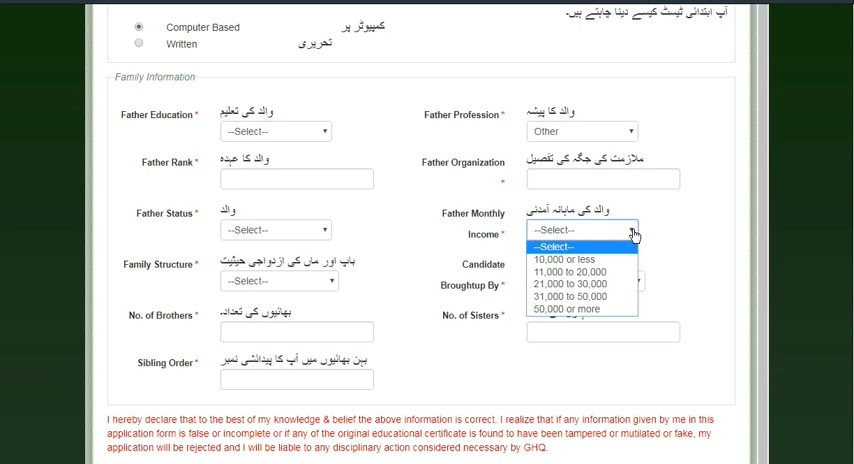 آپ ابتدائی ٹیسٹ کیسے دینا چاہتے ہیں۔
Computer Based کمپیوٹر پر
Written تحریری
Family Information
والد کی تعلیم والد کا پیشہ
Father Education * --Select-- Father Profession * Other
والد کا عہدہ ملازمت کی جگہ کی تفصیل
Father Rank * Father Organization *
والد والد کی ماہانہ آمدنی
Father Status * --Select-- Father Monthly Income * --Select--
--Select--
10,000 or less
11,000 to 20,000
21,000 to 30,000
31,000 to 50,000
50,000 or more
باپ اور ماں کی ازدواجی حیثیت
Family Structure * --Select-- Candidate Broughtup By *
بھائیوں کی تعداد۔
No. of Brothers * No. of Sisters *
بہن بھائیوں میں آپ کا پیدائشی نمبر
Sibling Order *
I hereby declare that to the best of my knowledge & belief the above information is correct. I realize that if any information given by me in this
application form is false or incomplete or if any of the original educational certificate is found to have been tampered or mutilated or fake, my
application will be rejected and I will be liable to any disciplinary action considered necessary by GHQ.